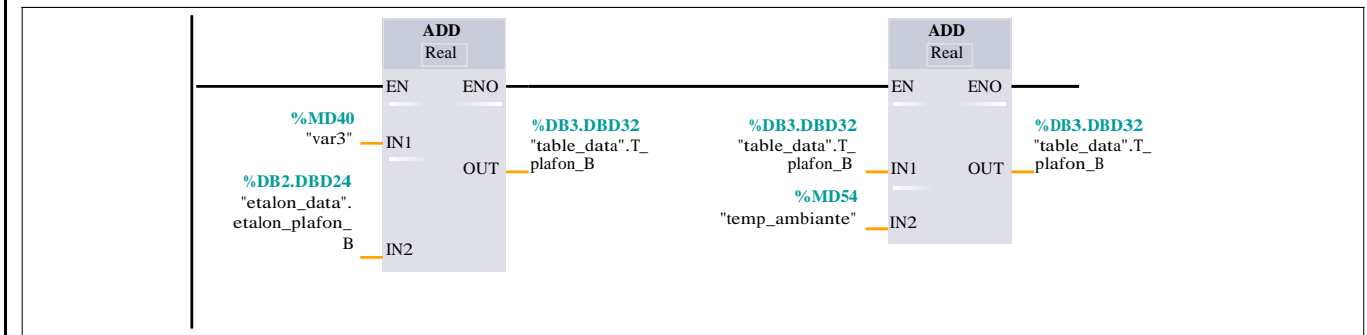 ADD
Real
EN
ENO
%MD40
"var3"
IN1
%DB3.DBD32
"table_data".T_
plafon_B
OUT
%DB2.DBD24
"etalon_data".
etalon_plafon_
B
IN2
ADD
Real
EN
ENO
%DB3.DBD32
"table_data".T_
plafon_B
IN1
%DB3.DBD32
"table_data".T_
plafon_B
OUT
%MD54
"temp_ambiante"
IN2